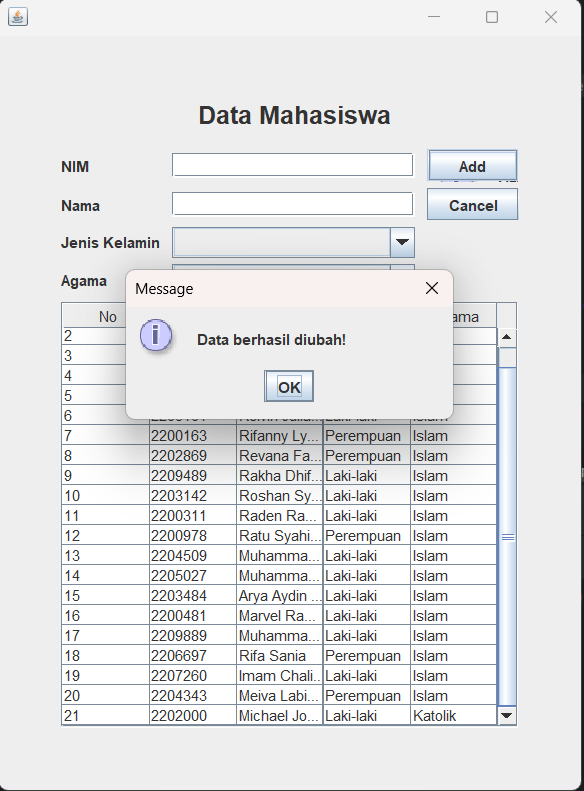 Data Mahasiswa
NIM
Add
Nama
Cancel
Jenis Kelamin
Agama
Message
Data berhasil diubah!
OK
No
2
3
4
5
6
Islam
7 2200163 Rifanny Ly... Perempuan Islam
8 2202869 Revana Fa... Perempuan Islam
9 2209489 Rakha Dhif... Laki-laki Islam
10 2203142 Roshan Sy... Laki-laki Islam
11 2200311 Raden Ra... Laki-laki Islam
12 2200978 Ratu Syahi... Perempuan Islam
13 2204509 Muhamma... Laki-laki Islam
14 2205027 Muhamma... Laki-laki Islam
15 2203484 Arya Aydin ... Laki-laki Islam
16 2200481 Marvel Ra... Laki-laki Islam
17 2209889 Muhamma... Laki-laki Islam
18 2206697 Rifa Sania Perempuan Islam
19 2207260 Imam Chali... Laki-laki Islam
20 2204343 Meiva Labi... Perempuan Islam
21 2202000 Michael Jo... Laki-laki Katolik